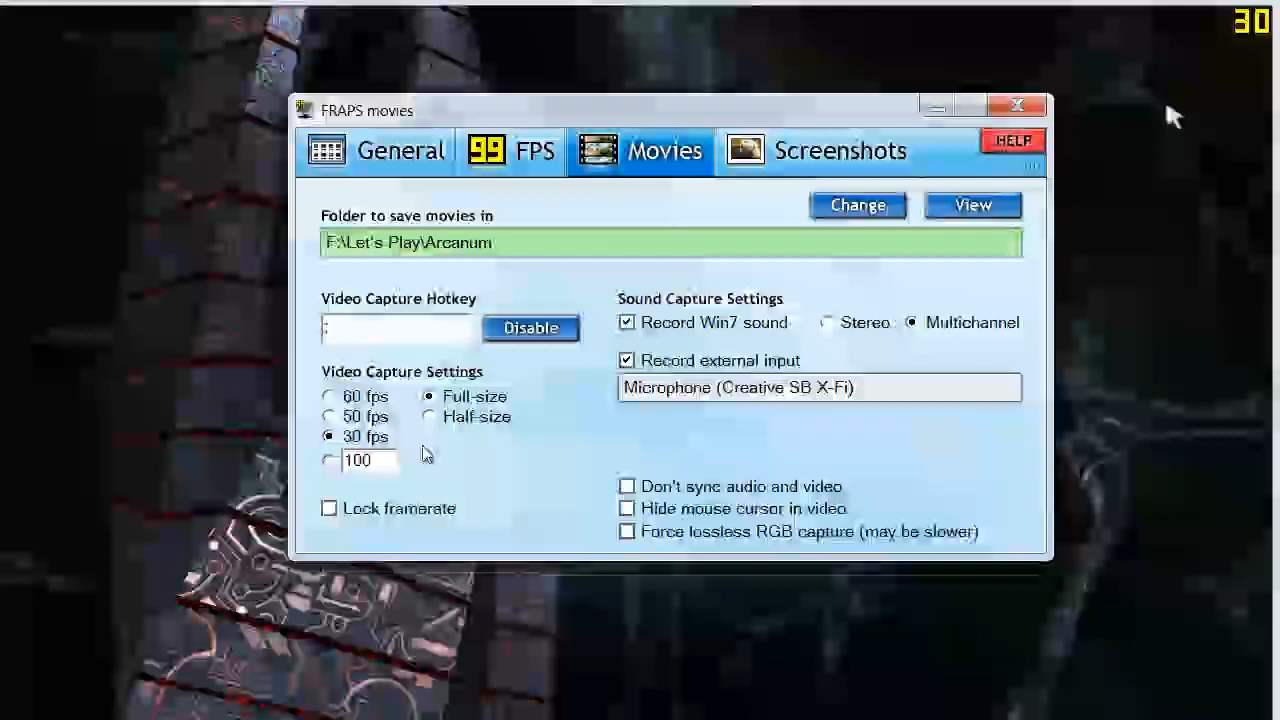 30
FRAPS movies
General
99 FPS
Movies
Screenshots
HELP
Change
View
Folder to save movies in
F:\Let's Play\Arcanum
Video Capture Hotkey
;
Disable
Video Capture Settings
60 fps
Full-size
50 fps
Half-size
30 fps
100
Lock framerate
Sound Capture Settings
Record Win7 sound
Stereo
Multichannel
Record external input
Microphone (Creative SB X-Fi)
Don't sync audio and video
Hide mouse cursor in video
Force lossless RGB capture (may be slower)